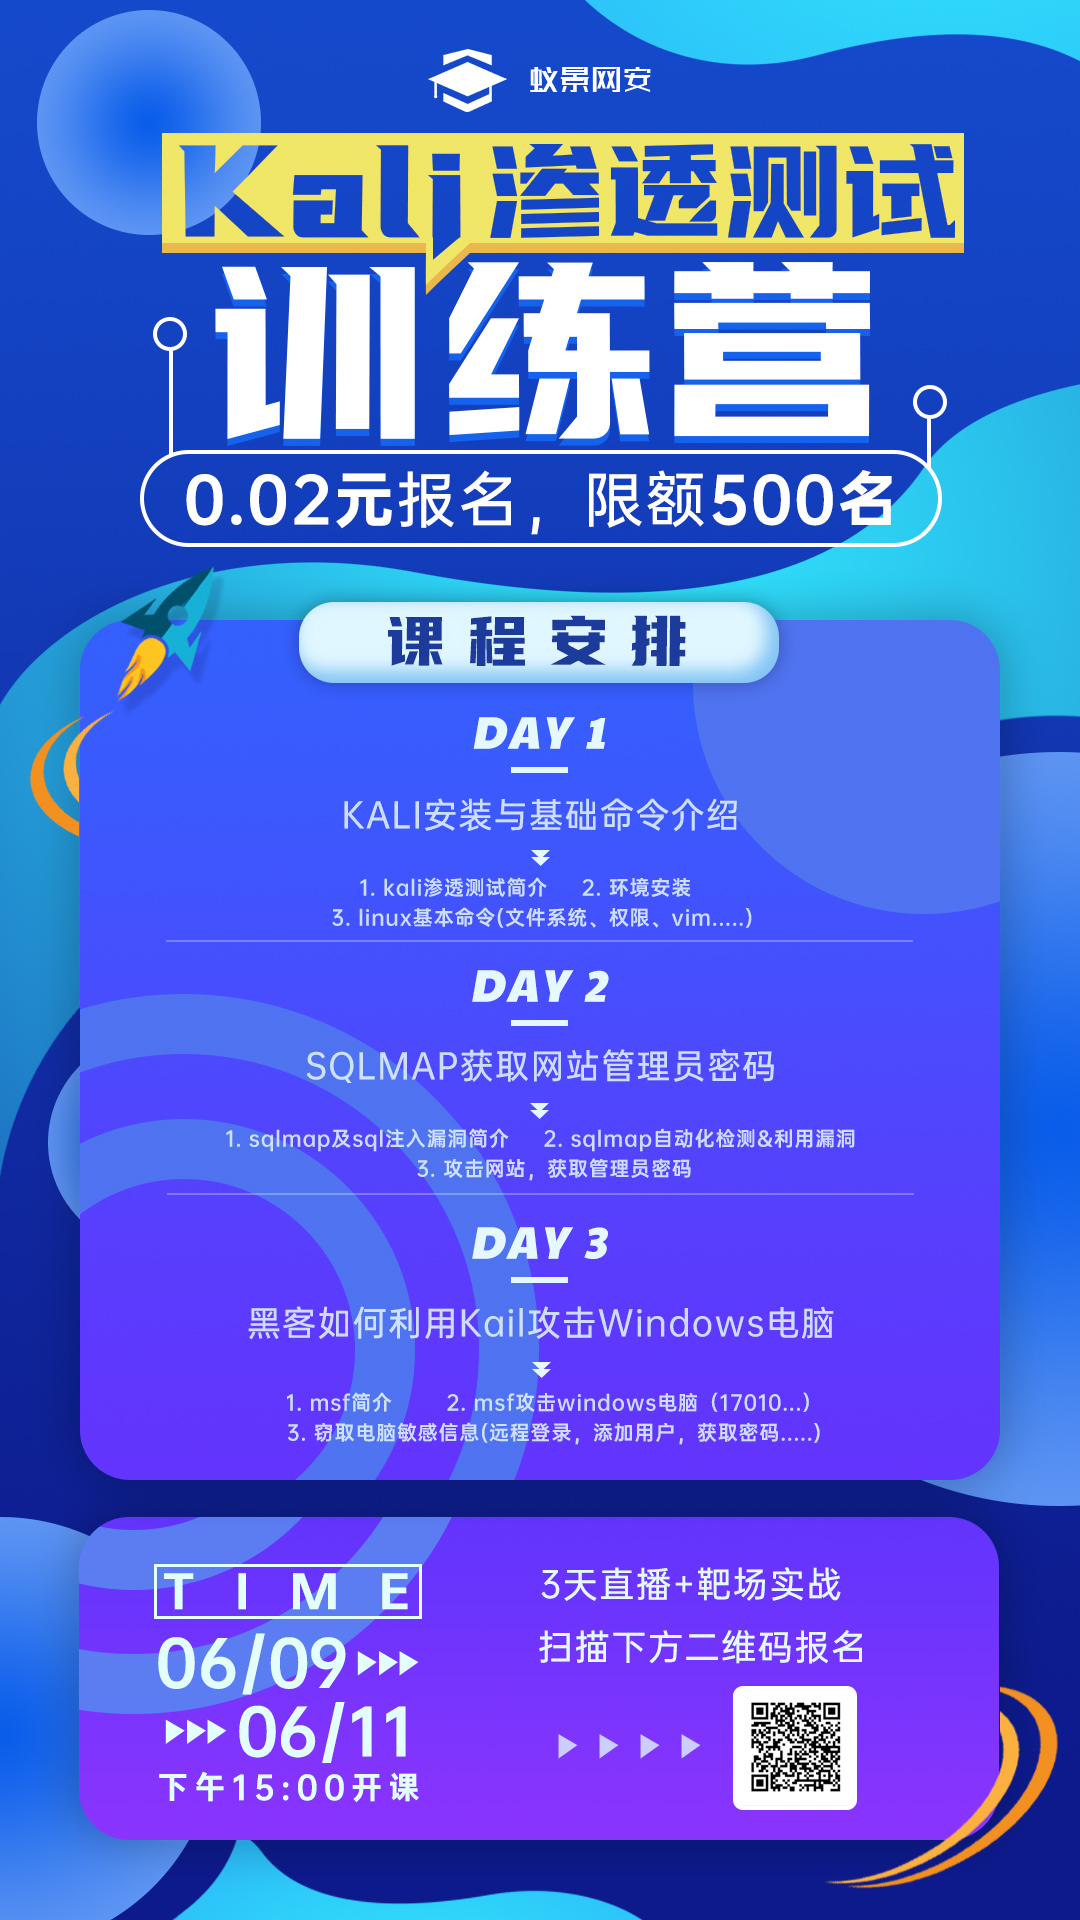 蚁景网安
Kali渗透测试
训练营
0.02元报名，限额500名
课程安排
DAY 1
KALI安装与基础命令介绍
1. kali渗透测试简介 2. 环境安装
3. linux基本命令(文件系统、权限、vim.....)
DAY 2
SQLMAP获取网站管理员密码
1. sqlmap及sql注入漏洞简介 2. sqlmap自动化检测&利用漏洞
3. 攻击网站，获取管理员密码
DAY 3
黑客如何利用Kail攻击Windows电脑
1. msf简介 2. msf攻击windows电脑（17010...）
3. 窃取电脑敏感信息(远程登录，添加用户，获取密码.....)
TIME
06/09
06/11
下午15:00开课
3天直播+靶场实战
扫描下方二维码报名